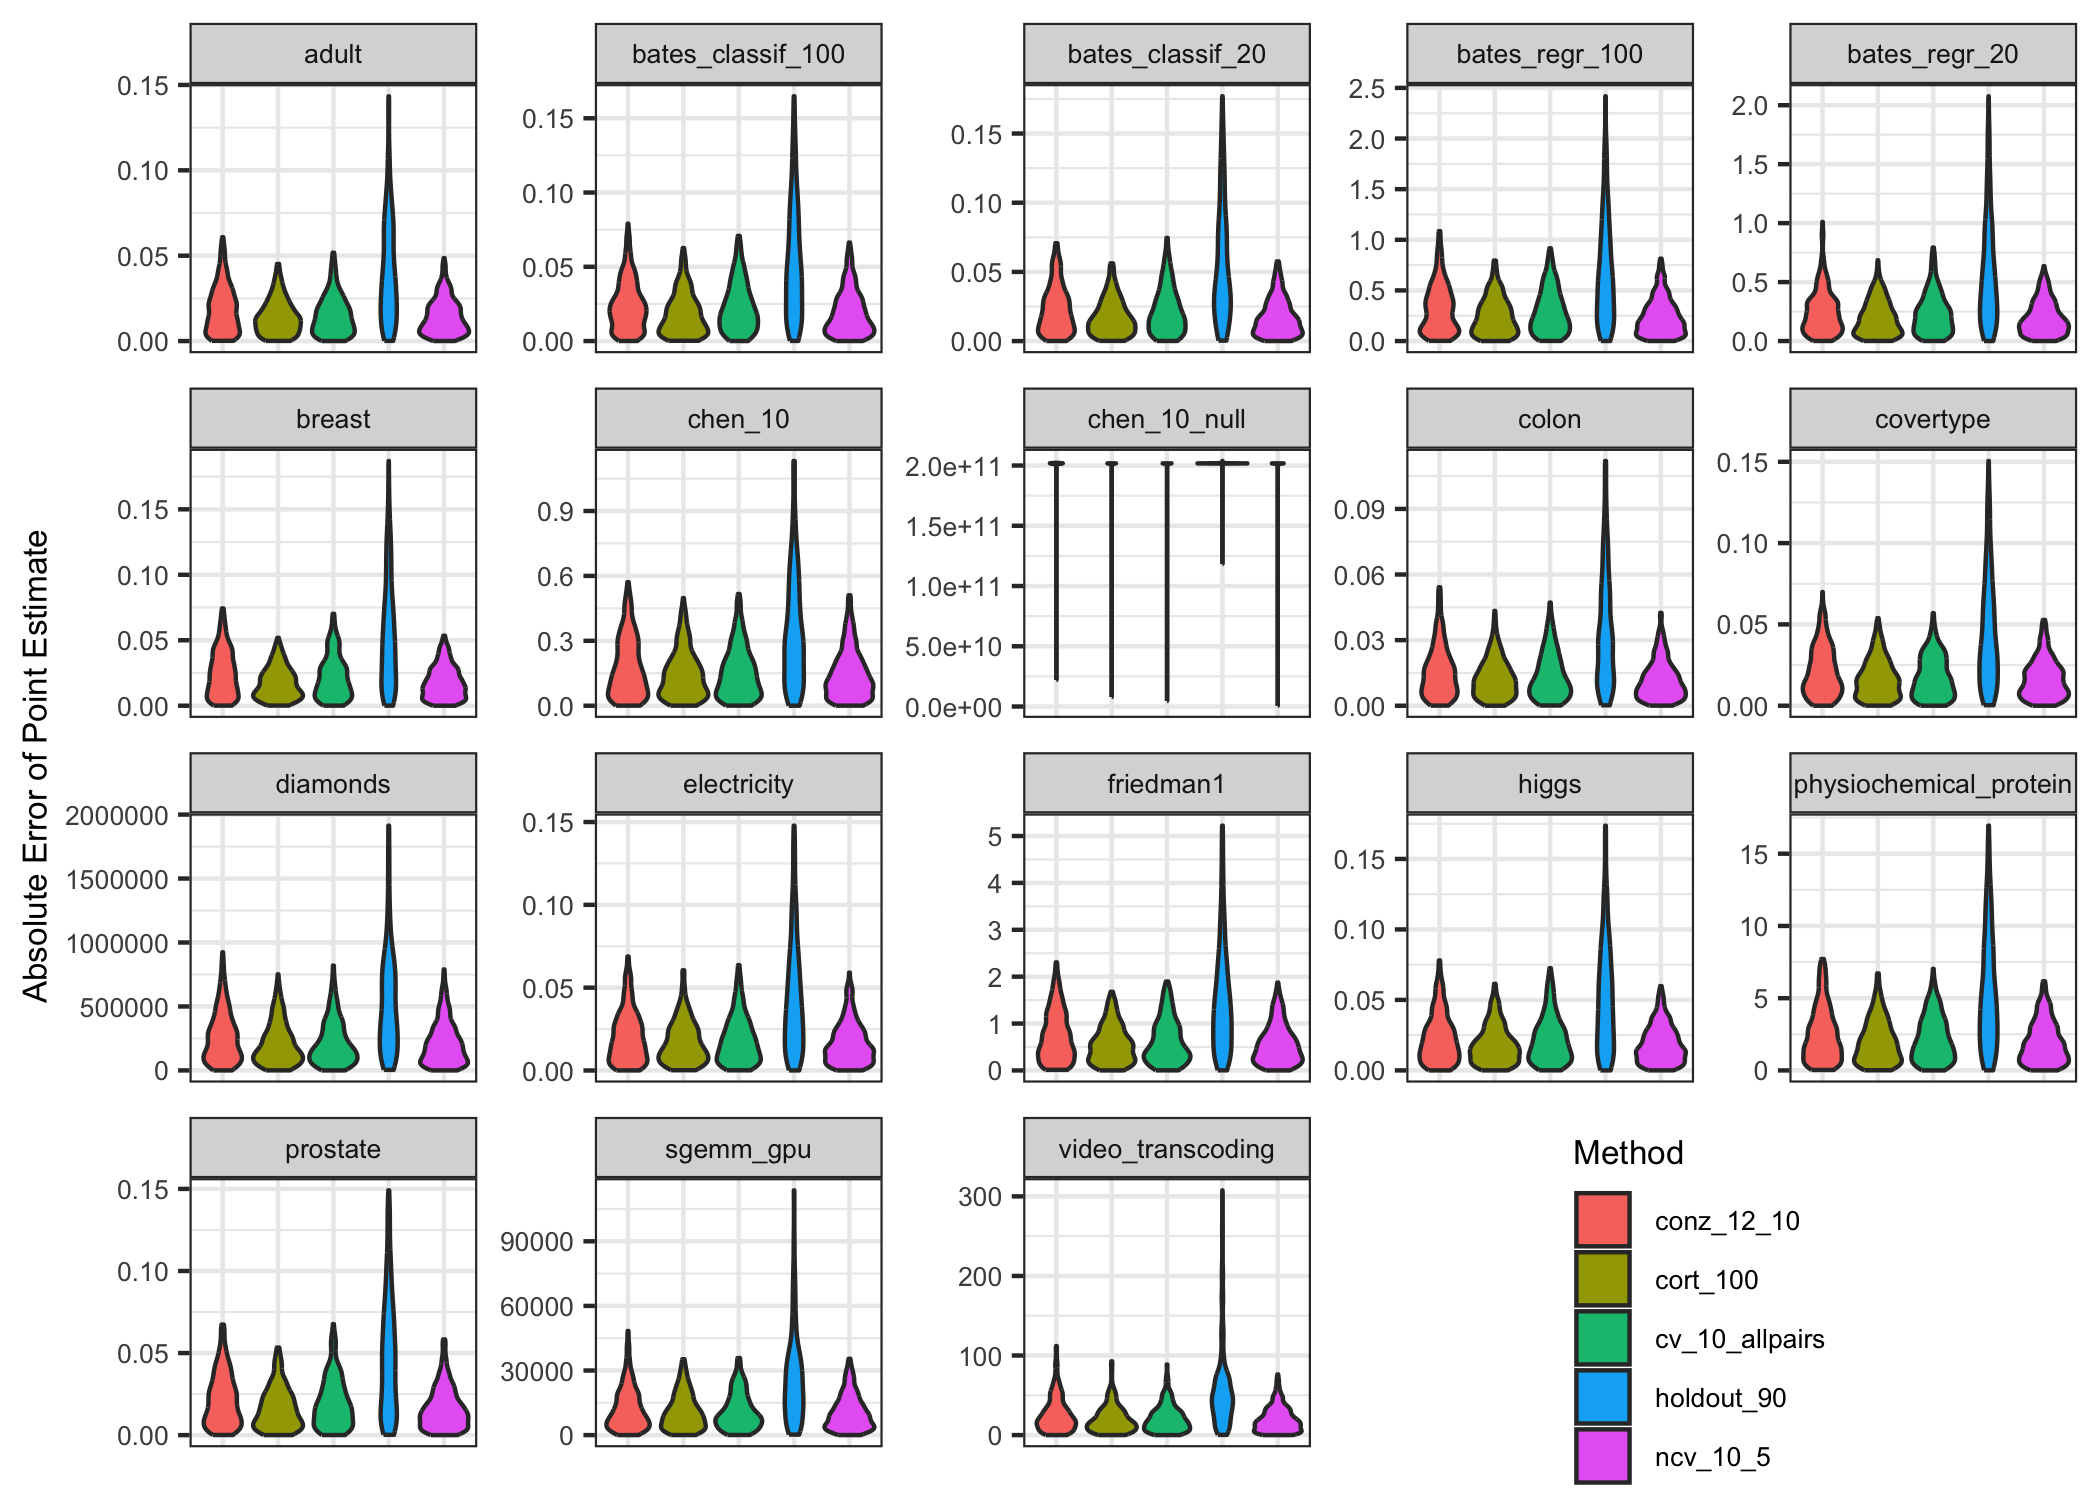 Absolute Error of Point Estimate
adult
0.15
0.10
0.05
0.00
bates_classif_100
0.15
0.10
0.05
0.00
bates_classif_20
0.15
0.10
0.05
0.00
bates_regr_100
2.5
2.0
1.5
1.0
0.5
0.0
bates_regr_20
2.0
1.5
1.0
0.5
0.0
breast
0.15
0.10
0.05
0.00
chen_10
0.9
0.6
0.3
0.0
chen_10_null
2.0e+11
1.5e+11
1.0e+11
5.0e+10
0.0e+00
colon
0.09
0.06
0.03
0.00
covertype
0.15
0.10
0.05
0.00
diamonds
2000000
1500000
1000000
500000
0
electricity
0.15
0.10
0.05
0.00
friedman1
5
4
3
2
1
0
higgs
0.15
0.10
0.05
0.00
physiochemical_protein
15
10
5
0
prostate
0.15
0.10
0.05
0.00
sgemm_gpu
90000
60000
30000
0
video_transcoding
300
200
100
0
Method
conz_12_10
cort_100
cv_10_allpairs
holdout_90
ncv_10_5